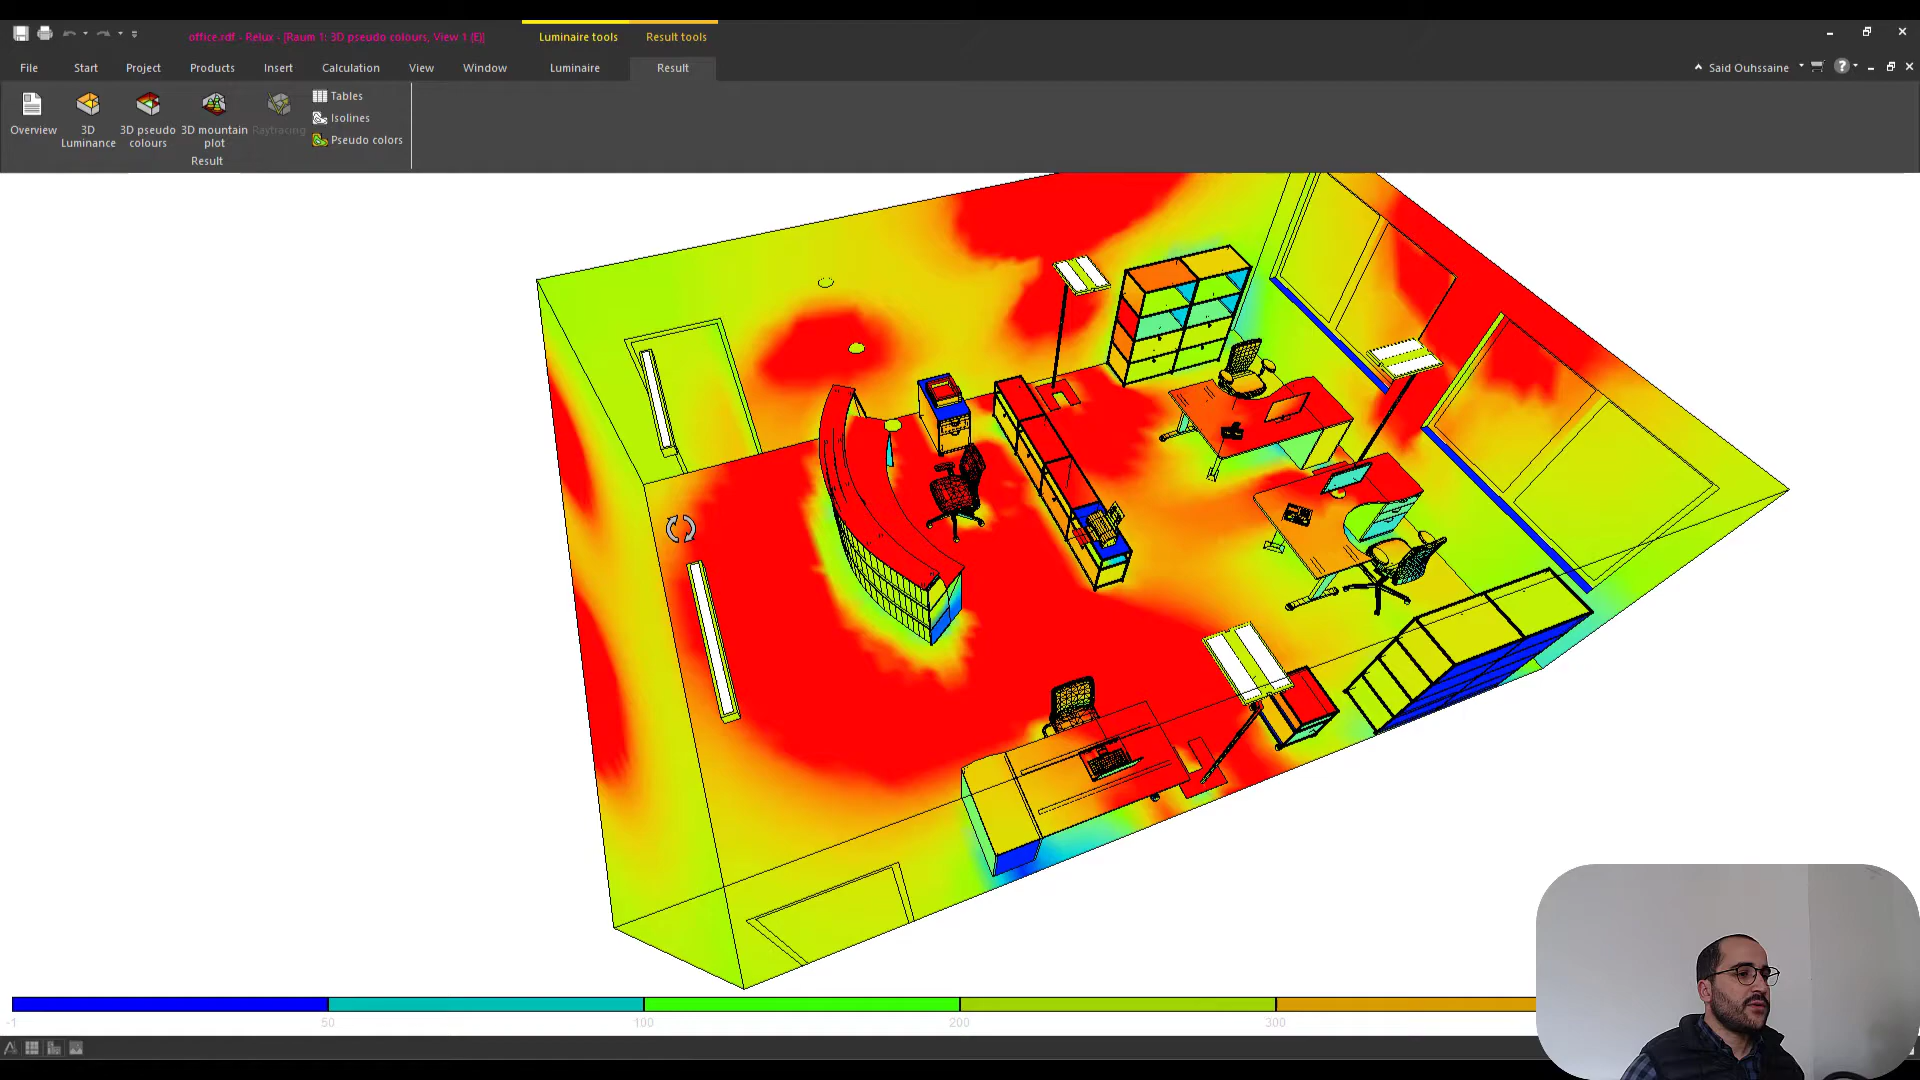 office.rdf - Relux - [Raum 1: 3D pseudo colours, View 1 (E)]
Luminaire tools
Result tools
File
Start
Project
Products
Insert
Calculation
View
Window
Luminaire
Result
Said Ouhssaine
Overview
3D Luminance
3D pseudo colours
3D mountain plot
Raytracing
Tables
Isolines
Pseudo colors
Result
-1
50
100
200
300